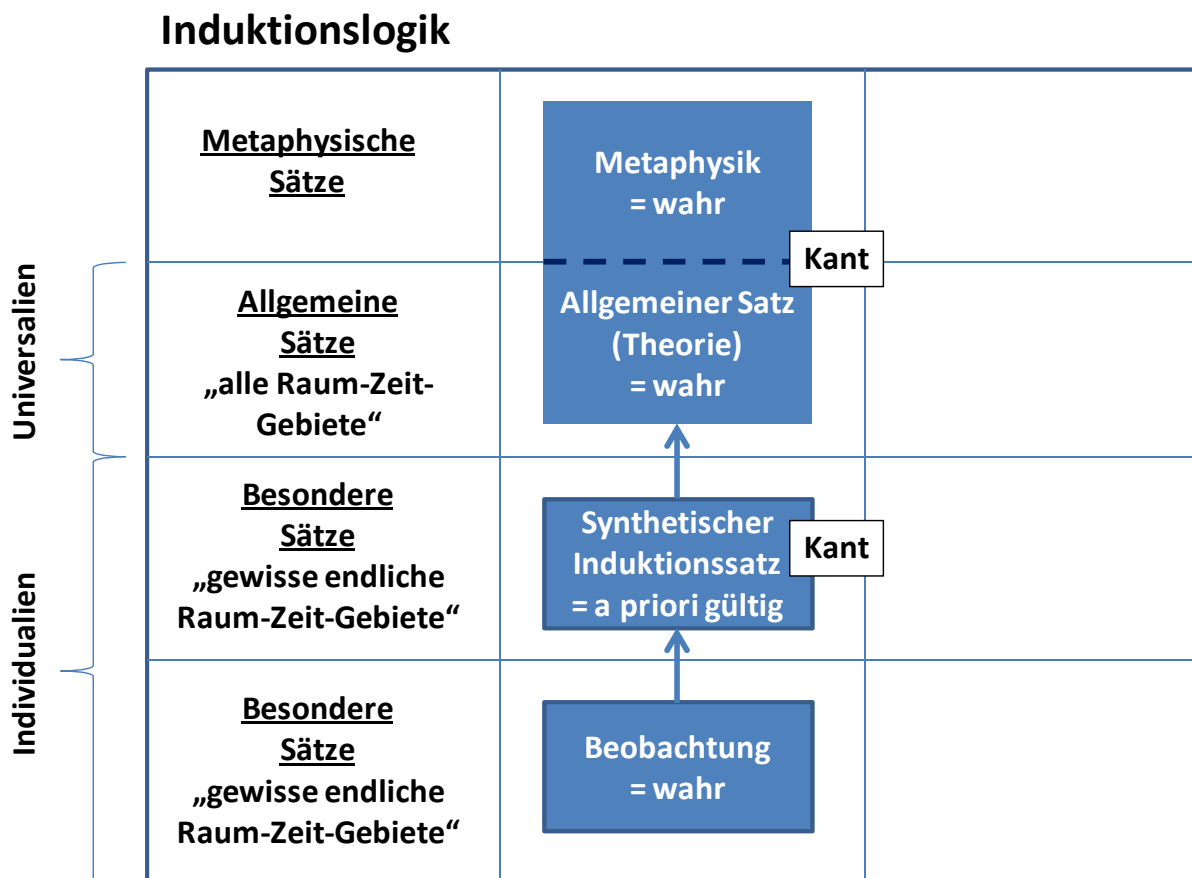 Induktionslogik
Metaphysische
Sätze
Metaphysik
= wahr
Kant
Universalien
Allgemeine
Sätze
„alle Raum-Zeit-
Gebiete“
Allgemeiner Satz
(Theorie)
= wahr
Individualien
Besondere
Sätze
„gewisse endliche
Raum-Zeit-Gebiete“
Synthetischer
Induktionssatz
= a priori gültig
Kant
Besondere
Sätze
„gewisse endliche
Raum-Zeit-Gebiete“
Beobachtung
= wahr